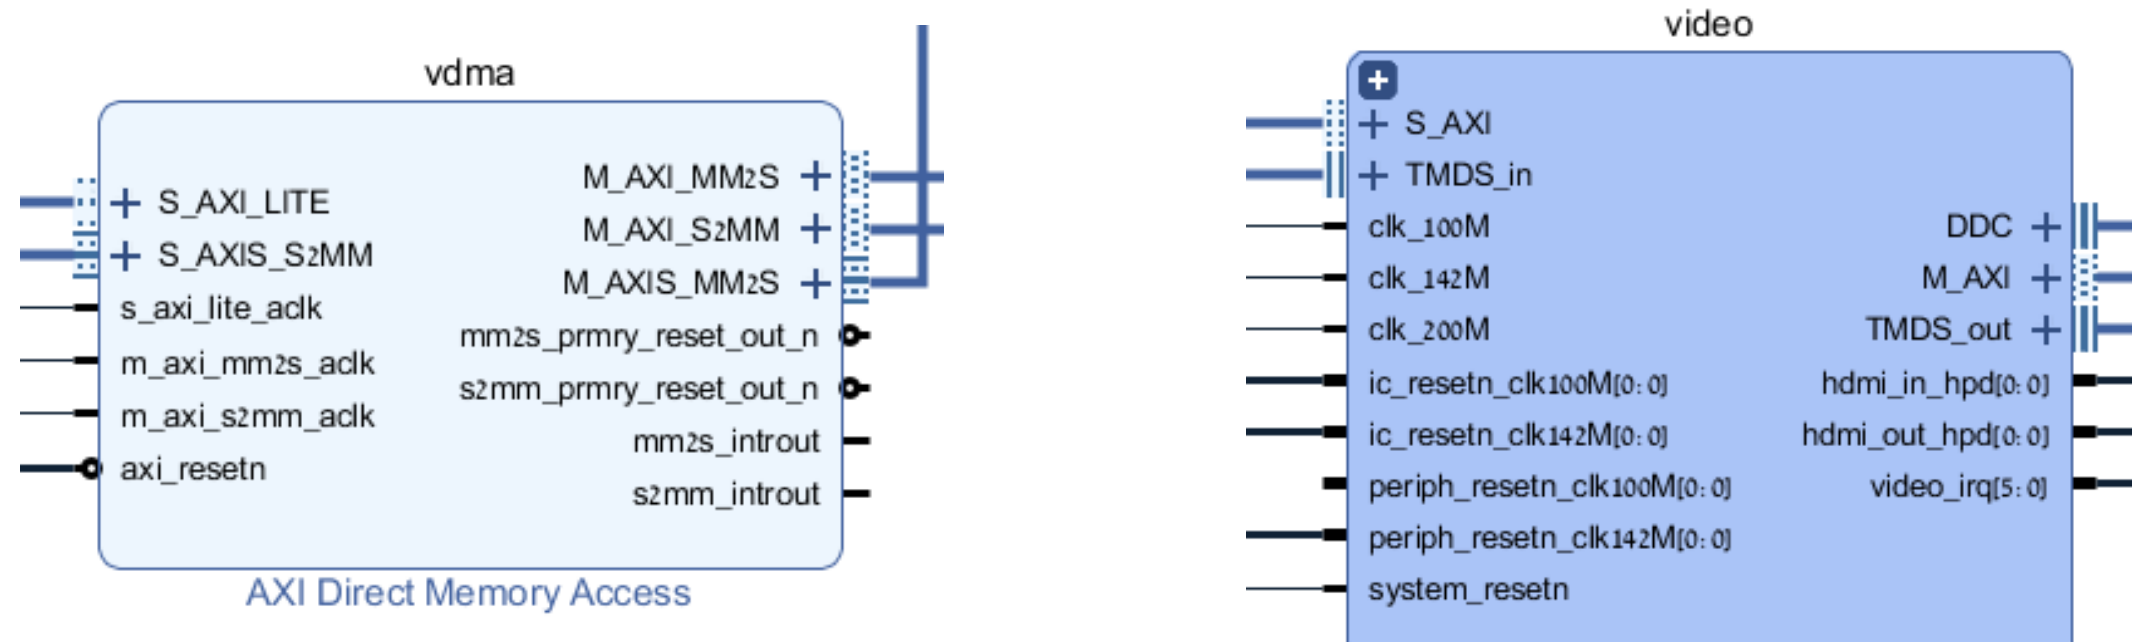 vdma
S_AXI_LITE
S_AXIS_S2MM
s_axi_lite_aclk
m_axi_mm2s_aclk
m_axi_s2mm_aclk
axi_resetn
M_AXI_MM2S
M_AXI_S2MM
M_AXIS_MM2S
mm2s_prmry_reset_out_n
s2mm_prmry_reset_out_n
mm2s_introut
s2mm_introut
AXI Direct Memory Access
video
S_AXI
TMDS_in
clk_100M
clk_142M
clk_200M
ic_resetn_clk100M[0:0]
ic_resetn_clk142M[0:0]
periph_resetn_clk100M[0:0]
periph_resetn_clk142M[0:0]
system_resetn
DDC
M_AXI
TMDS_out
hdmi_in_hpd[0:0]
hdmi_out_hpd[0:0]
video_irq[5:0]